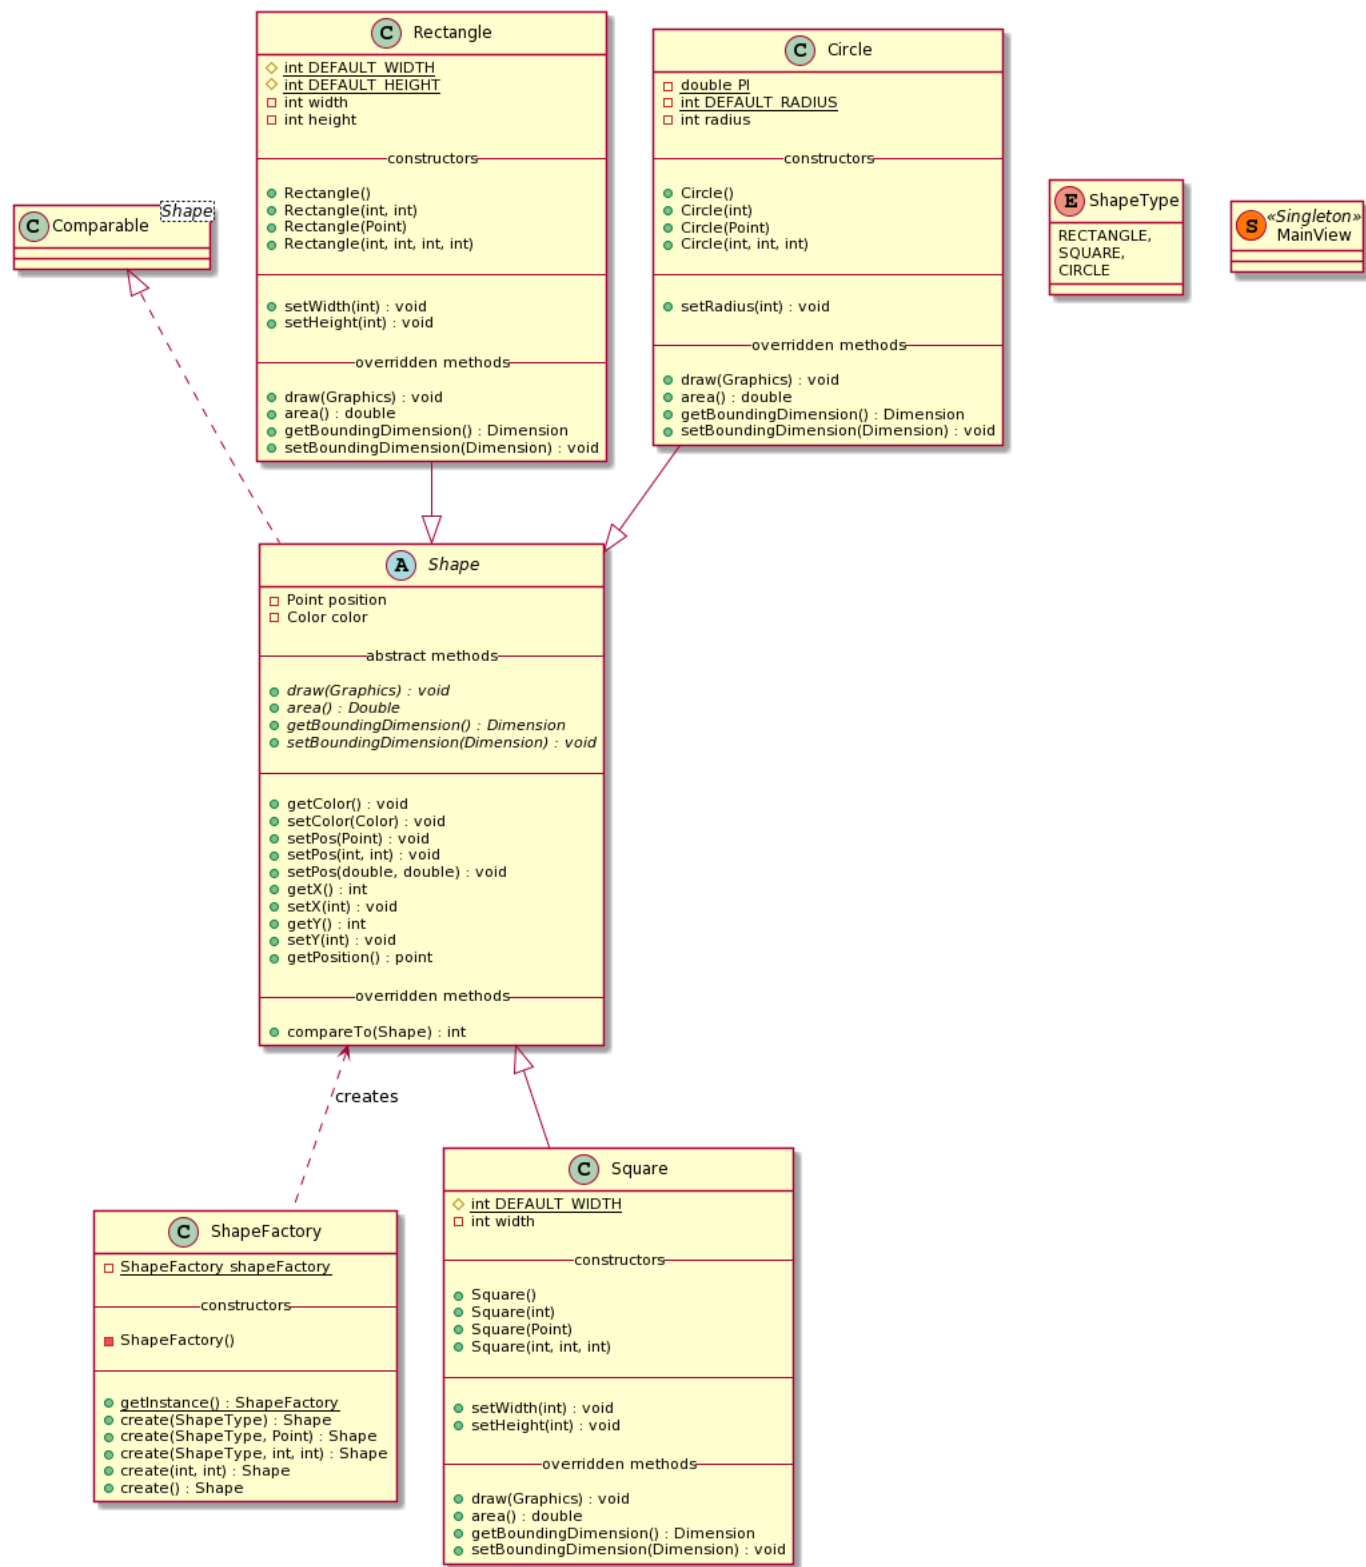 C Rectangle
int DEFAULT_WIDTH
int DEFAULT_HEIGHT
int width
int height
constructors
Rectangle()
Rectangle(int, int)
Rectangle(Point)
Rectangle(int, int, int, int)
setWidth(int) : void
setHeight(int) : void
overridden methods
draw(Graphics) : void
area() : double
getBoundingDimension() : Dimension
setBoundingDimension(Dimension) : void
C Circle
double PI
int DEFAULT_RADIUS
int radius
constructors
Circle()
Circle(int)
Circle(Point)
Circle(int, int, int)
setRadius(int) : void
overridden methods
draw(Graphics) : void
area() : double
getBoundingDimension() : Dimension
setBoundingDimension(Dimension) : void
E ShapeType
RECTANGLE,
SQUARE,
CIRCLE
«Singleton»
S MainView
Shape
C Comparable
A Shape
Point position
Color color
abstract methods
draw(Graphics) : void
area() : Double
getBoundingDimension() : Dimension
setBoundingDimension(Dimension) : void
getColor() : void
setColor(Color) : void
setPos(Point) : void
setPos(int, int) : void
setPos(double, double) : void
getX() : int
setX(int) : void
getY() : int
setY(int) : void
getPosition() : point
overridden methods
compareTo(Shape) : int
creates
C ShapeFactory
ShapeFactory shapeFactory
constructors
ShapeFactory()
getInstance() : ShapeFactory
create(ShapeType) : Shape
create(ShapeType, Point) : Shape
create(ShapeType, int, int) : Shape
create(int, int) : Shape
create() : Shape
C Square
int DEFAULT_WIDTH
int width
constructors
Square()
Square(int)
Square(Point)
Square(int, int, int)
setWidth(int) : void
setHeight(int) : void
overridden methods
draw(Graphics) : void
area() : double
getBoundingDimension() : Dimension
setBoundingDimension(Dimension) : void